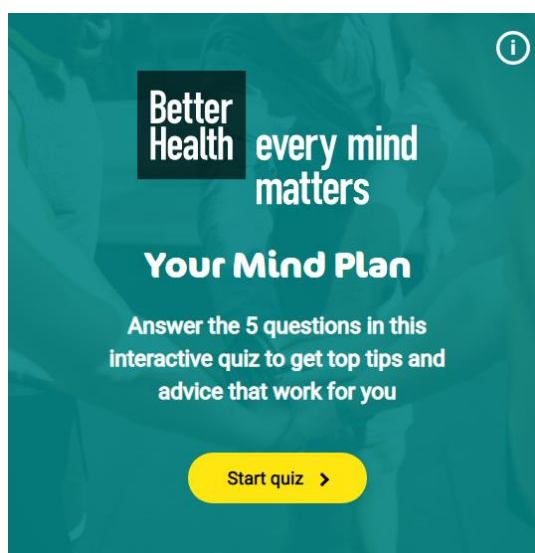 Better
Health
every mind
matters
Your Mind Plan
Answer the 5 questions in this
interactive quiz to get top tips and
advice that work for you
Start quiz